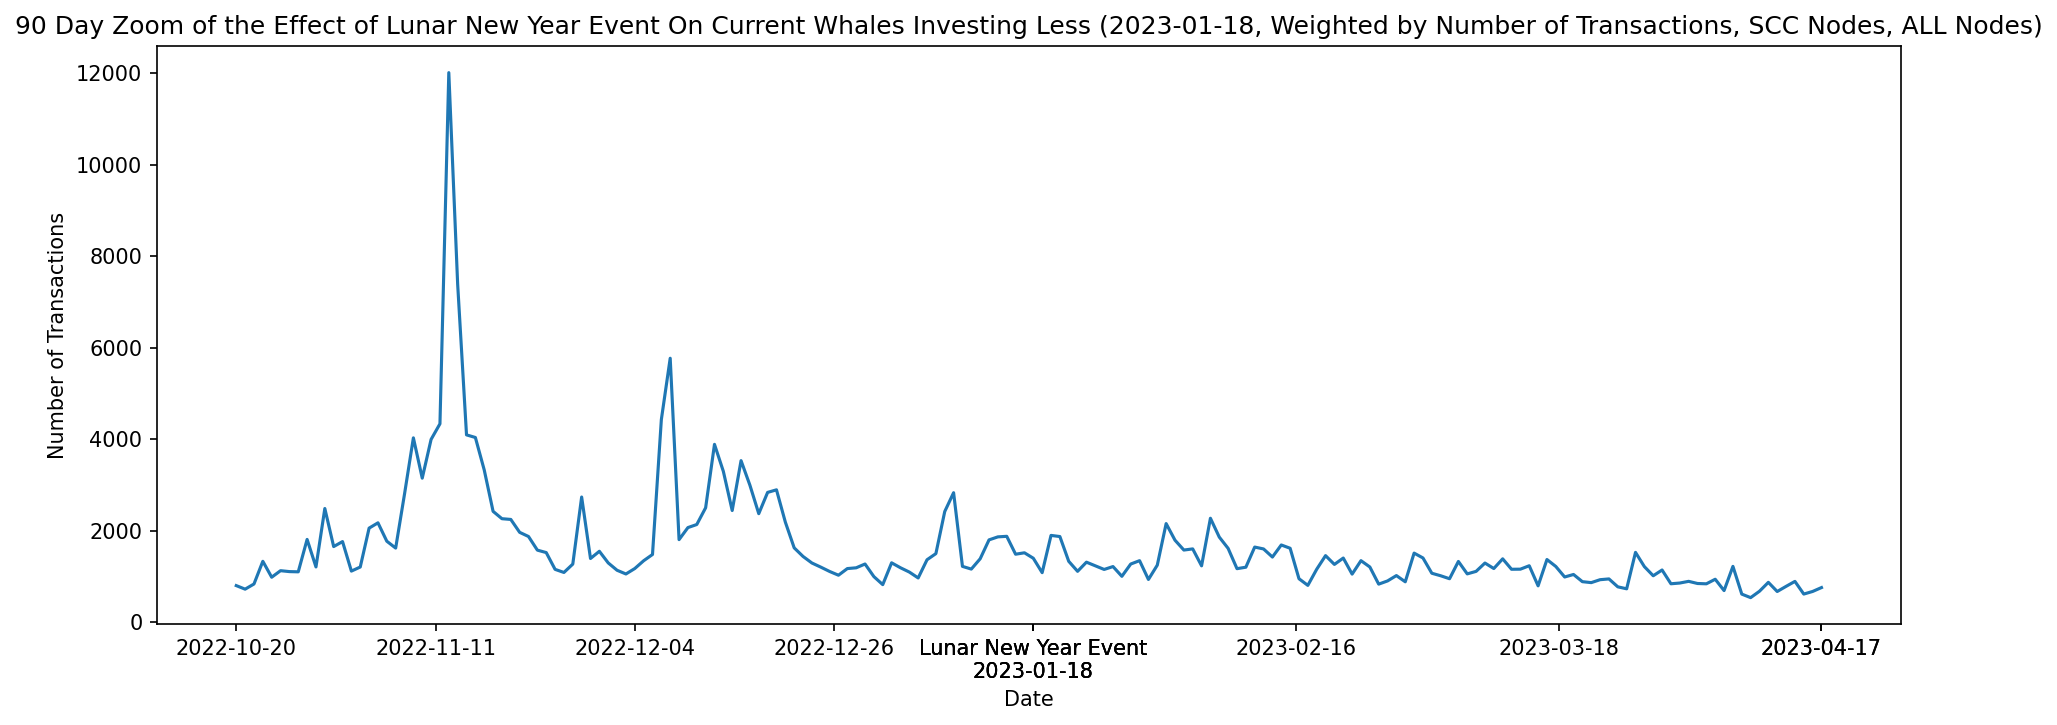 90 Day Zoom of the Effect of Lunar New Year Event On Current Whales Investing Less (2023-01-18, Weighted by Number of Transactions, SCC Nodes, ALL Nodes)
12000
10000
8000
6000
4000
2000
0
Number of Transactions
2022-10-20 2022-11-11 2022-12-04 2022-12-26 Lunar New Year Event 2023-02-16 2023-03-18 2023-04-17
2023-01-18
Date